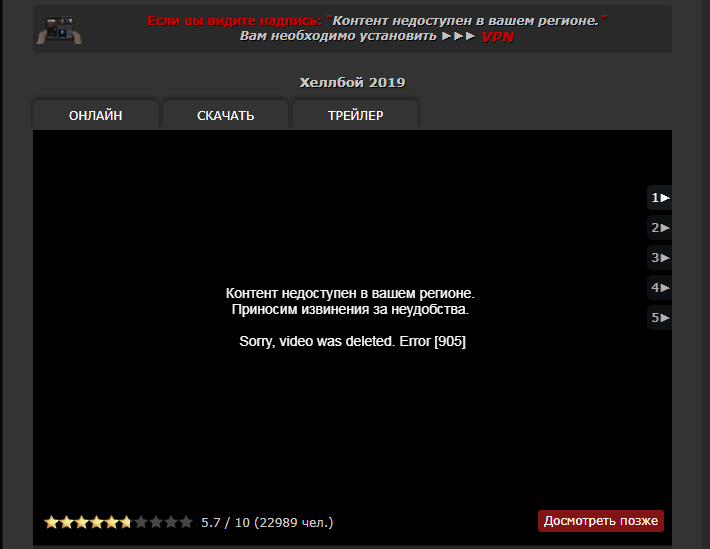 Если вы видите надпись: "Контент недоступен в вашем регионе."
Вам необходимо установить ►►► VPN
Хеллбой 2019
ОНЛАЙН СКАЧАТЬ ТРЕЙЛЕР
1►
2►
3►
4►
5►
Контент недоступен в вашем регионе.
Приносим извинения за неудобства.
Sorry, video was deleted. Error [905]
5.7 / 10 (22989 чел.) Досмотреть позже